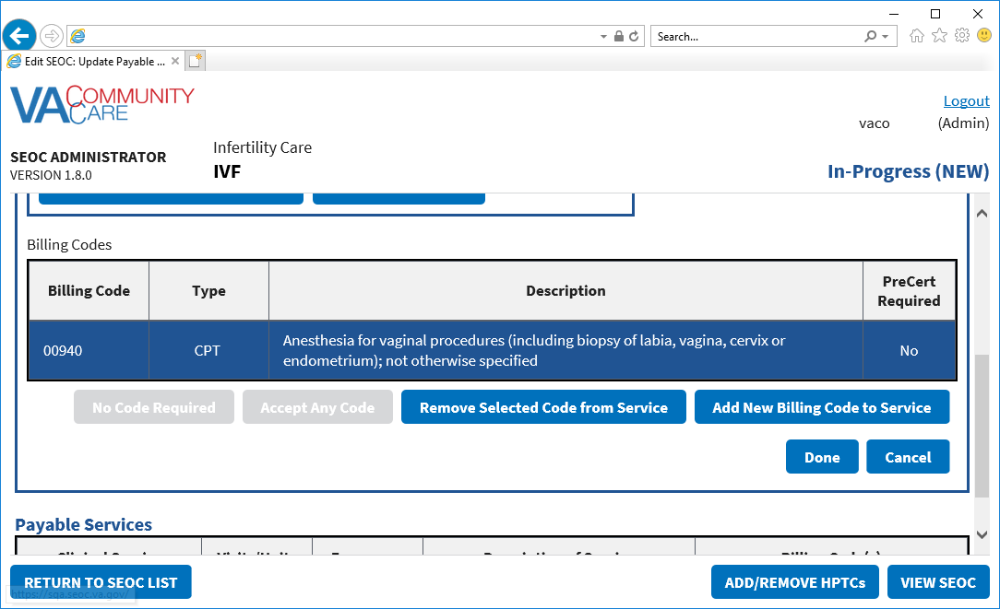 Search...
Edit SEOC: Update Payable ...
VA COMMUNITY CARE
Logout
vaco (Admin)
Infertility Care
SEOC ADMINISTRATOR
IVF
VERSION 1.8.0
In-Progress (NEW)
Billing Codes
Billing Code Type Description PreCert Required
00940 CPT Anesthesia for vaginal procedures (including biopsy of labia, vagina, cervix or
endometrium); not otherwise specified No
No Code Required Accept Any Code Remove Selected Code from Service Add New Billing Code to Service
Done Cancel
Payable Services
RETURN TO SEOC LIST ADD/REMOVE HPTCs VIEW SEOC
https://sqa.seoc.va.gov/